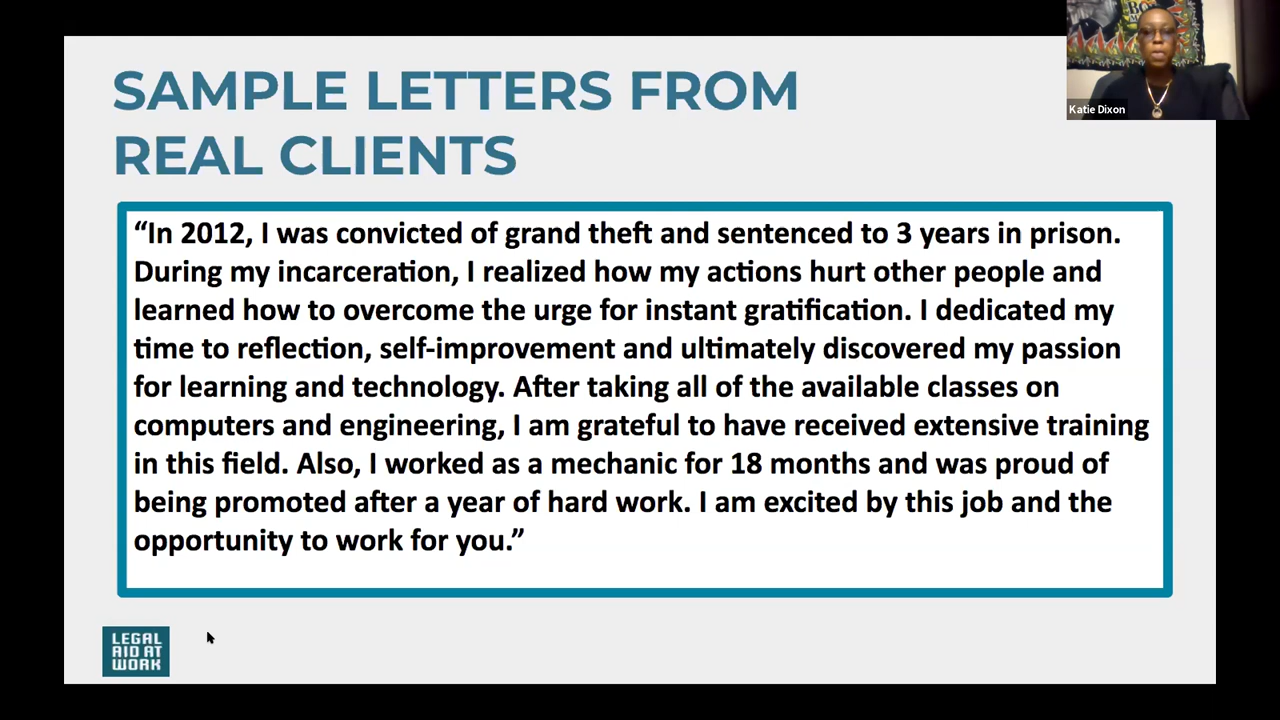 SAMPLE LETTERS FROM
REAL CLIENTS
Katie Dixon
“In 2012, I was convicted of grand theft and sentenced to 3 years in prison.
During my incarceration, I realized how my actions hurt other people and
learned how to overcome the urge for instant gratification. I dedicated my
time to reflection, self-improvement and ultimately discovered my passion
for learning and technology. After taking all of the available classes on
computers and engineering, I am grateful to have received extensive training
in this field. Also, I worked as a mechanic for 18 months and was proud of
being promoted after a year of hard work. I am excited by this job and the
opportunity to work for you.”
LEGAL
AID AT
WORK